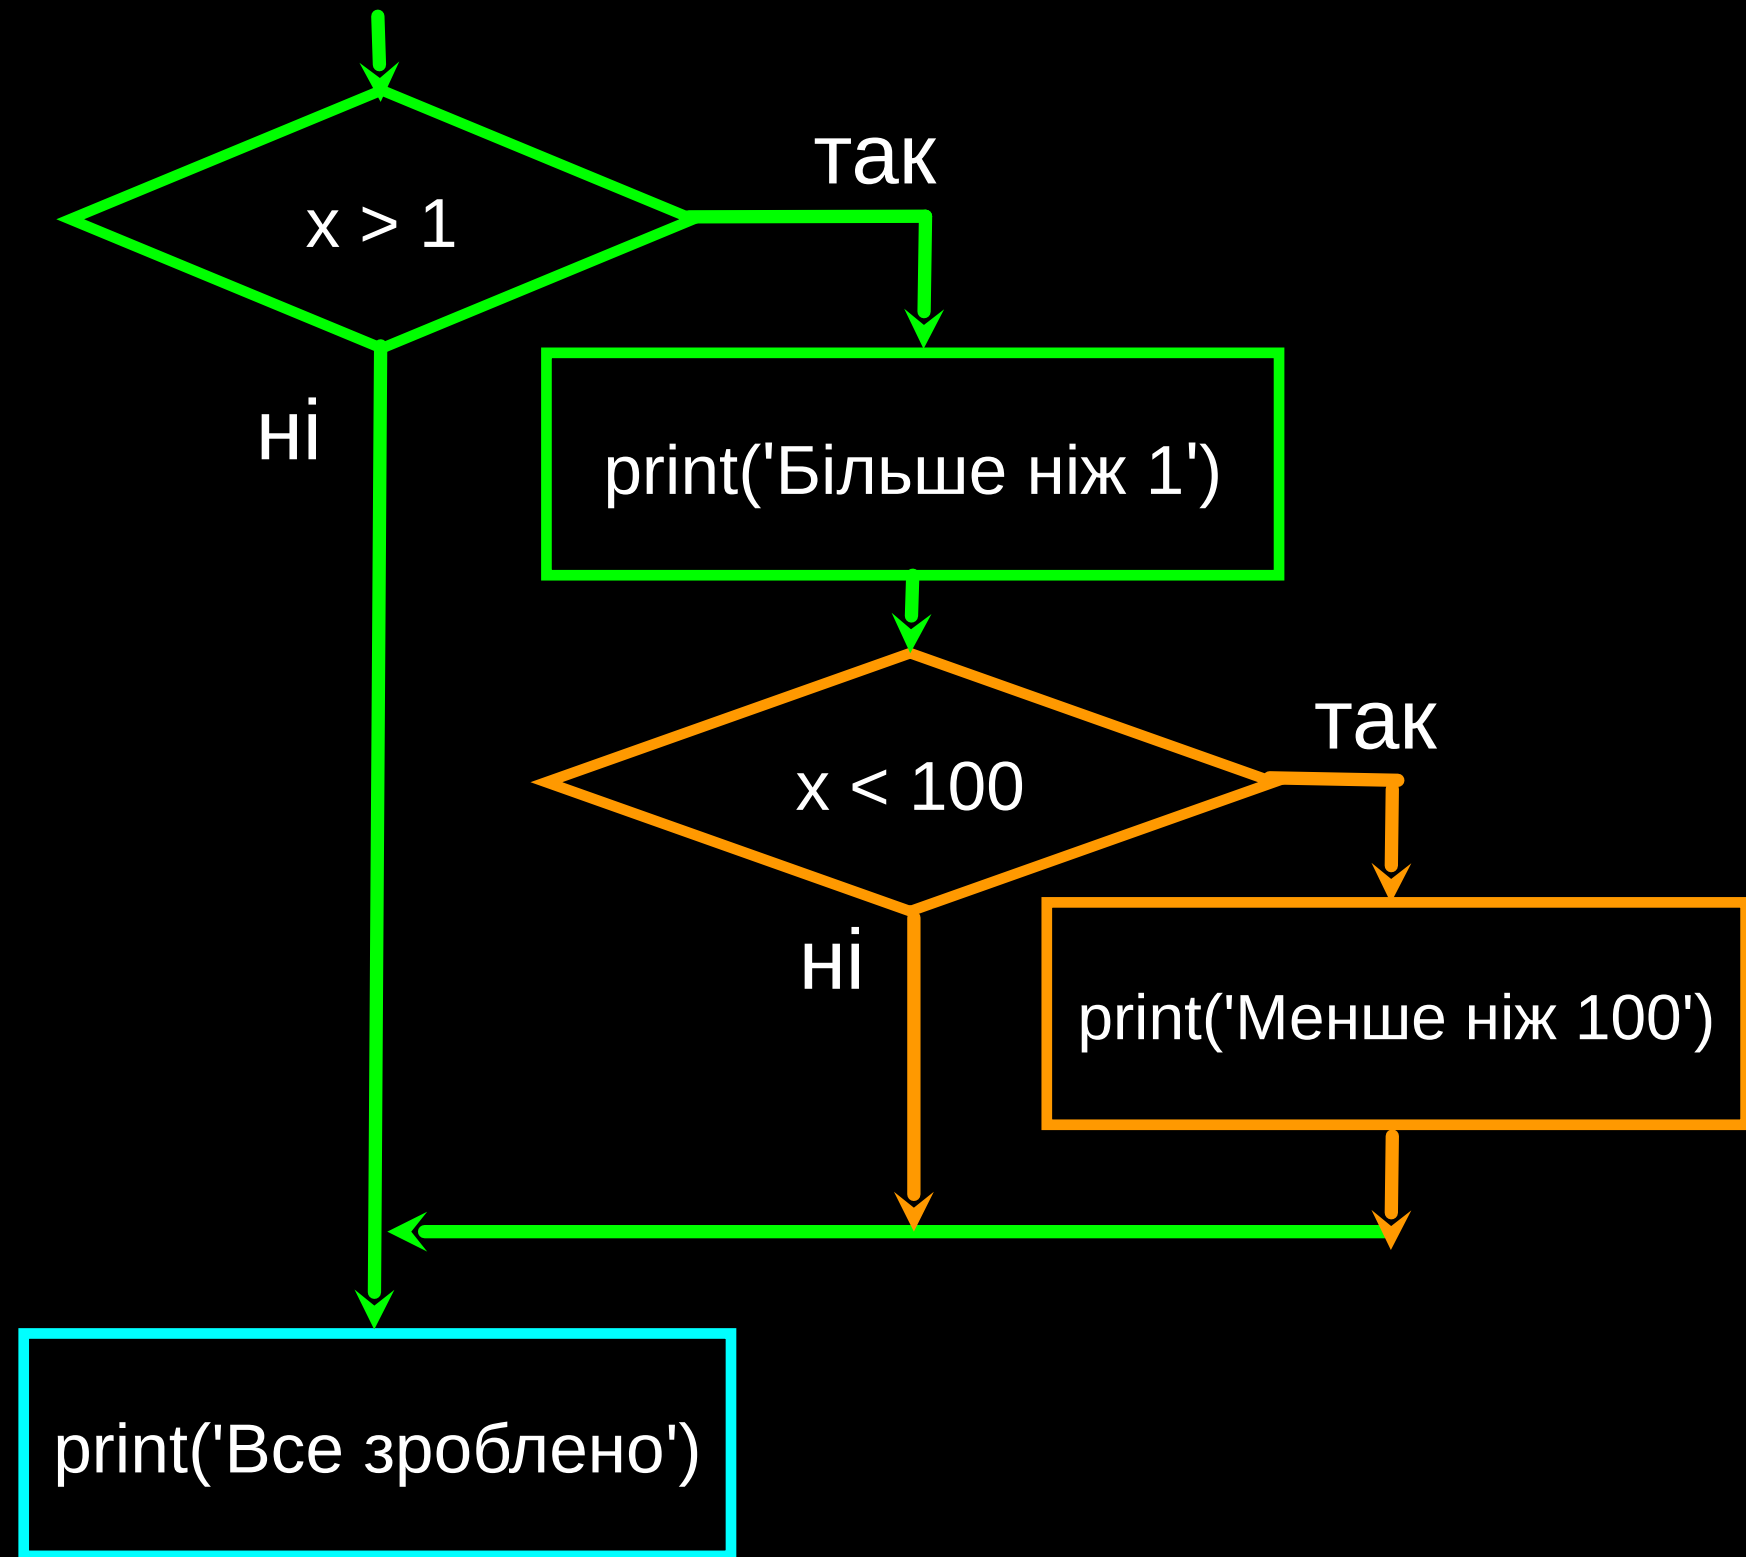 так
x > 1
ні
print('Більше ніж 1')
так
x < 100
ні
print('Менше ніж 100')
print('Все зроблено')